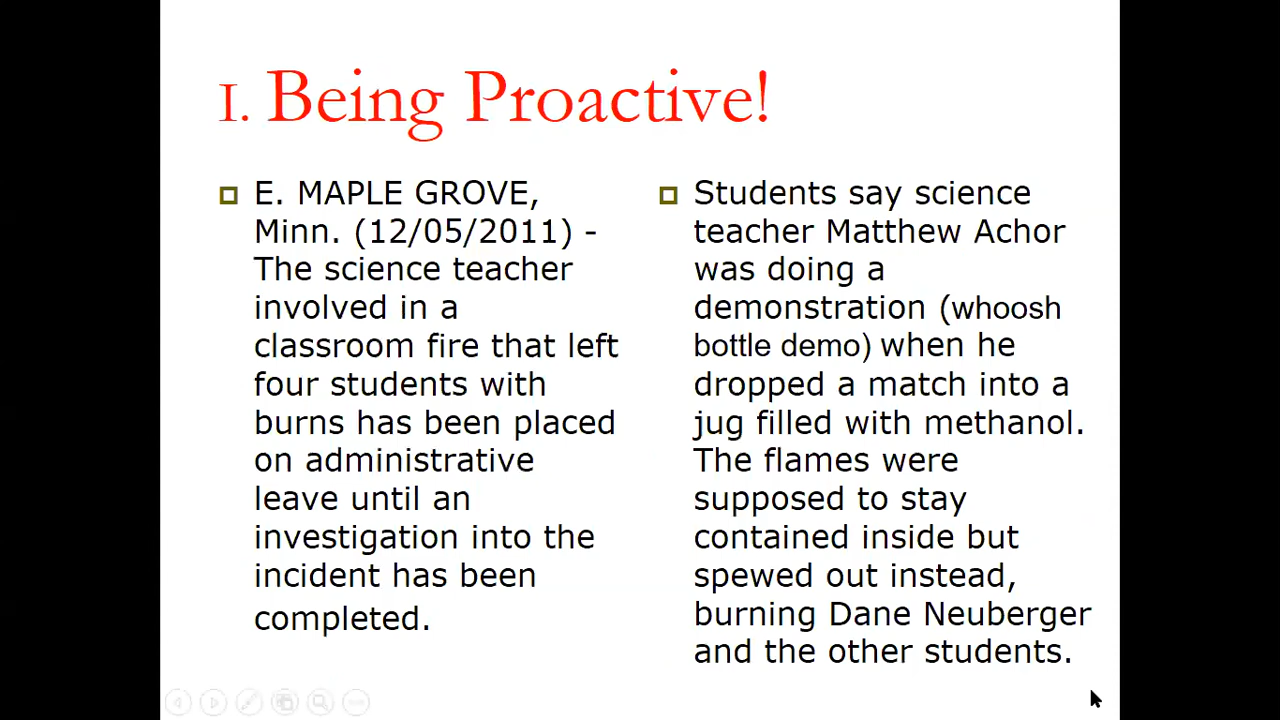 I. Being Proactive!
E. MAPLE GROVE,
Minn. (12/05/2011) -
The science teacher
involved in a
classroom fire that left
four students with
burns has been placed
on administrative
leave until an
investigation into the
incident has been
completed.
Students say science
teacher Matthew Achor
was doing a
demonstration (whoosh
bottle demo) when he
dropped a match into a
jug filled with methanol.
The flames were
supposed to stay
contained inside but
spewed out instead,
burning Dane Neuberger
and the other students.